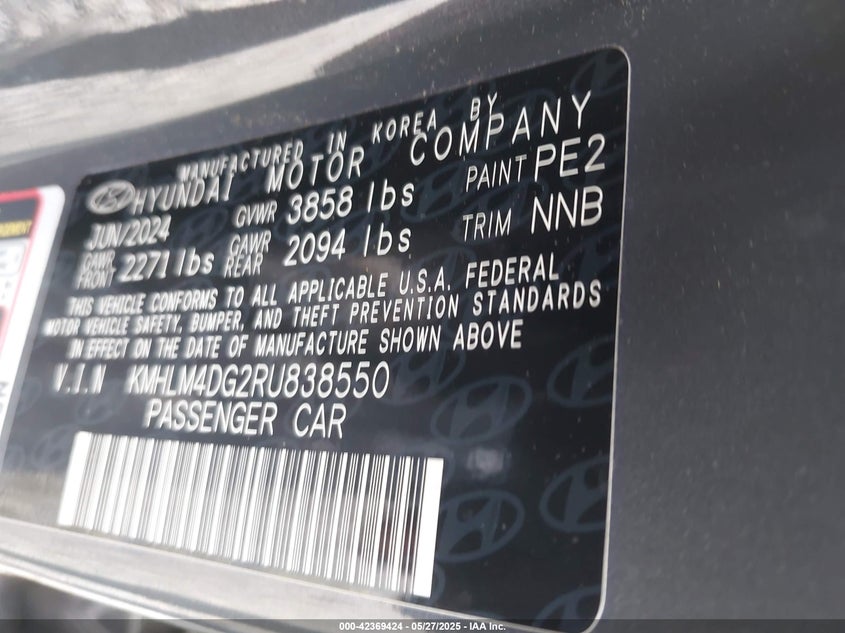 MANUFACTURED IN KOREA BY
HYUNDAI MOTOR COMPANY
JUN/2024 GVWR 3858 lbs PAINT PE2
GAWR FRONT 2271 lbs GAWR REAR 2094 lbs TRIM NNB
THIS VEHICLE CONFORMS TO ALL APPLICABLE U.S.A. FEDERAL
MOTOR VEHICLE SAFETY, BUMPER, AND THEFT PREVENTION STANDARDS
IN EFFECT ON THE DATE OF MANUFACTURE SHOWN ABOVE
V.I.N KMHLM4DG2RU838550
PASSENGER CAR
000-42369424 - 05/27/2025 - IAA Inc.